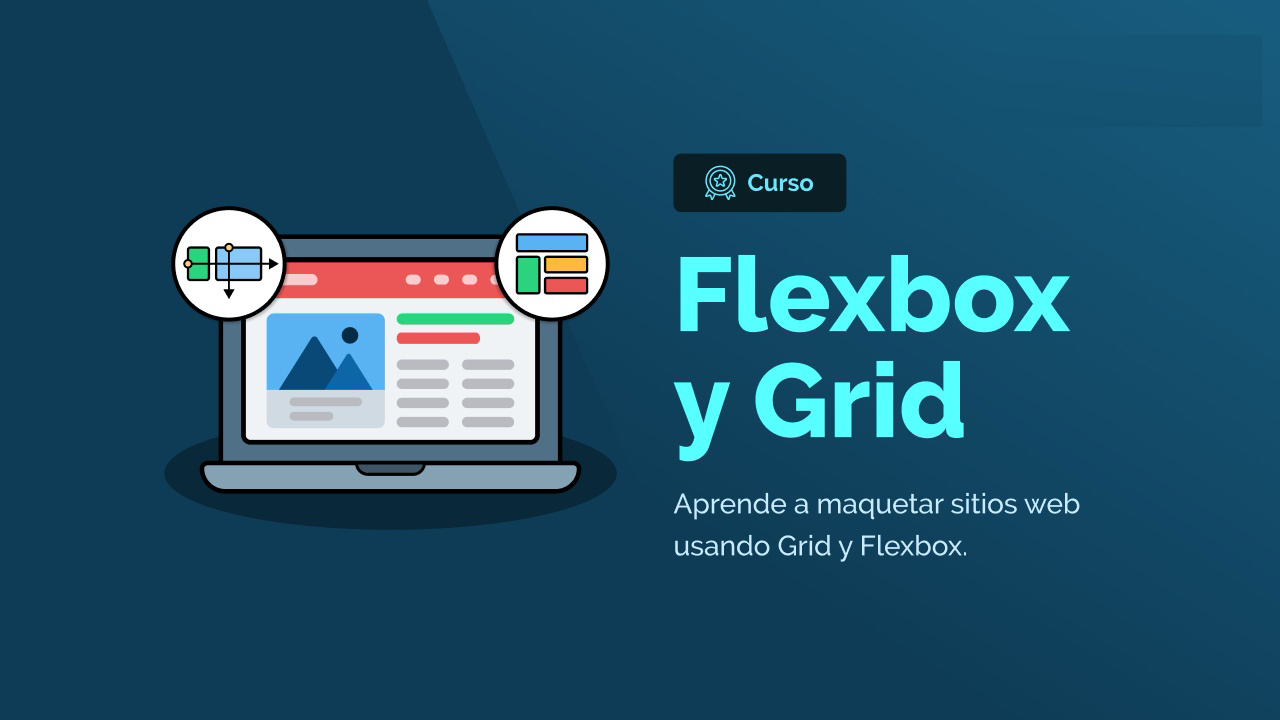 Curso
Flexbox
y Grid
Aprende a maquetar sitios web
usando Grid y Flexbox.